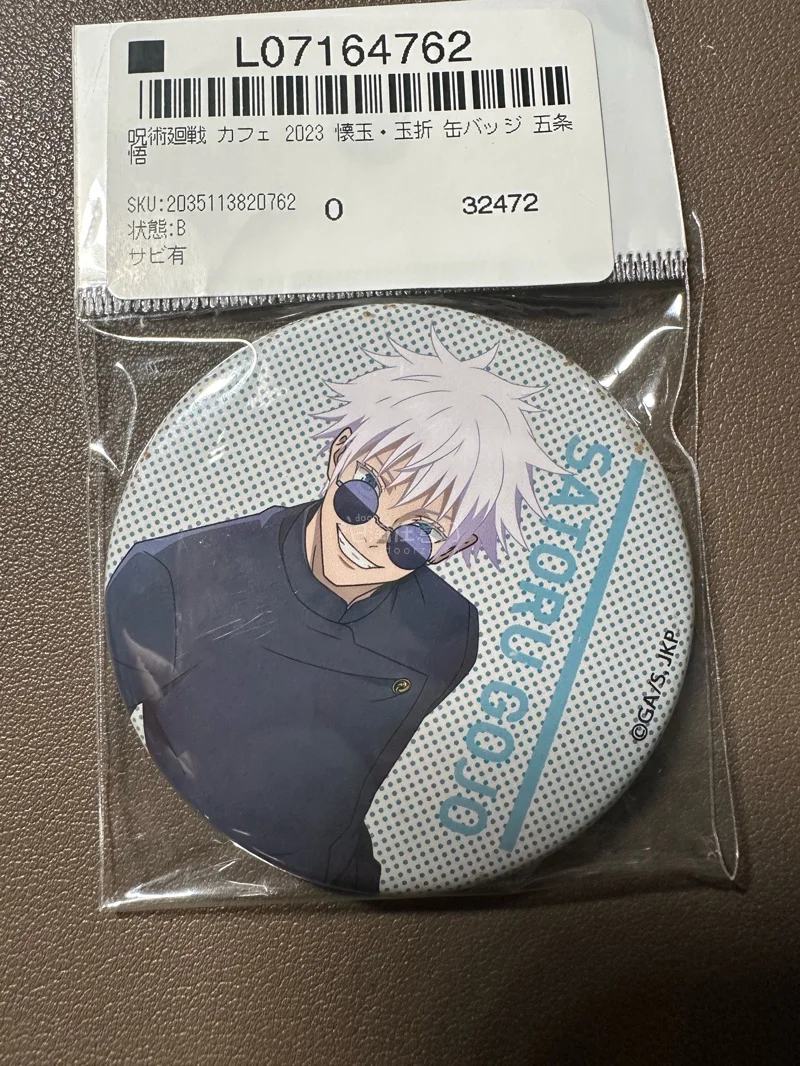 L07164762
呪術廻戦 カフェ 2023 懐玉・玉折 缶バッジ 五条
悟
SKU:2035113820762 0 32472
状態:B
サビ有
SATORU GOJO
©GA/S,JKP